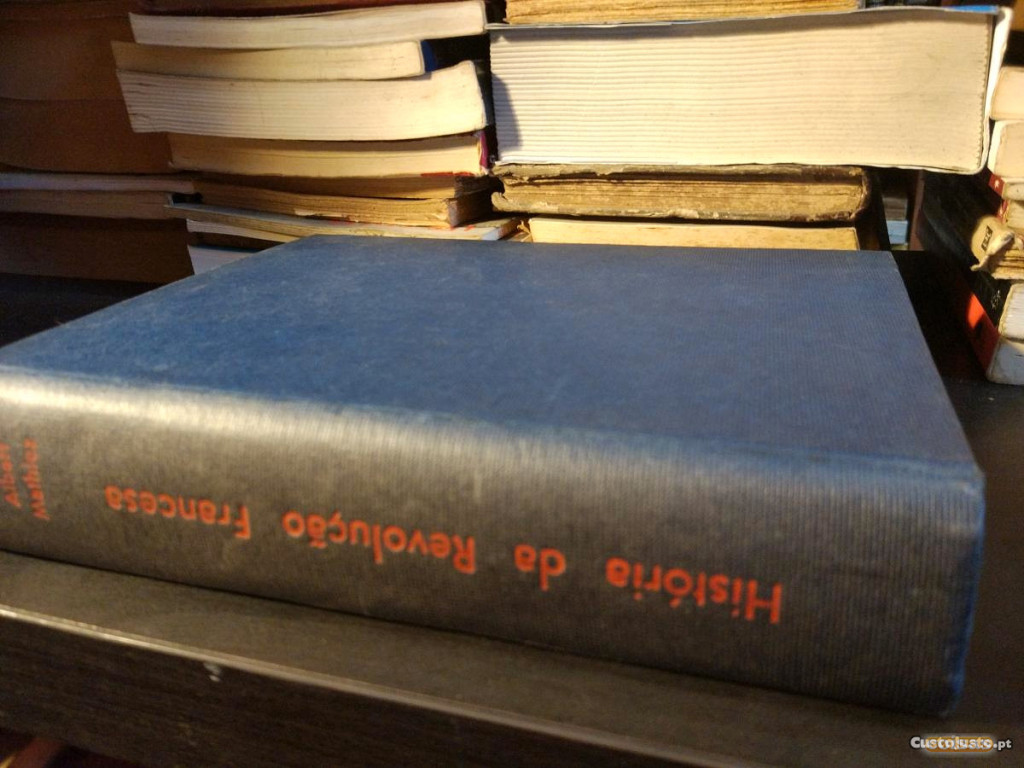 Albert
Mathiez
História da Revolução Francesa
CustoJusto.pt